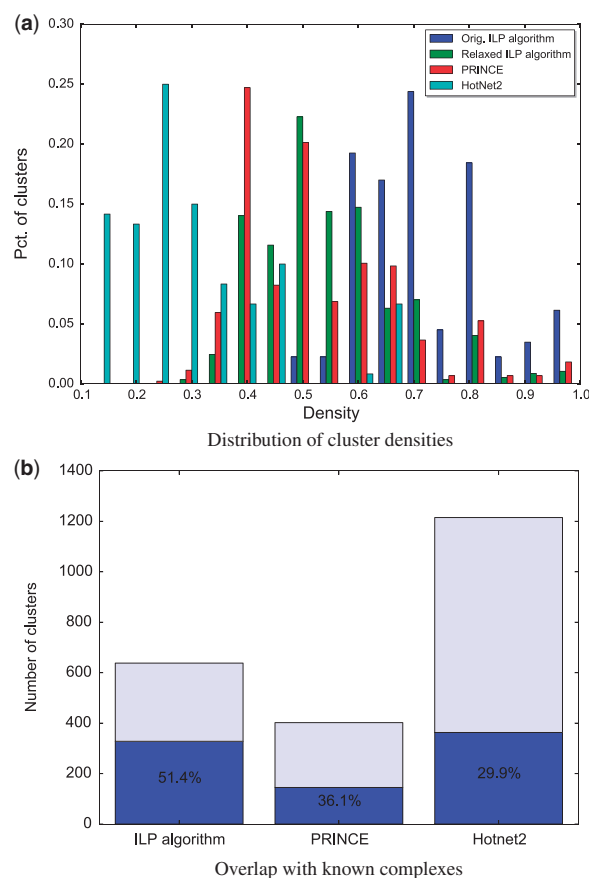 (a)
0.30
0.25
0.20
0.15
0.10
0.05
0.00
Pct. of clusters
Orig. ILP algorithm
Relaxed ILP algorithm
PRINCE
HotNet2
0.1 0.2 0.3 0.4 0.5 0.6 0.7 0.8 0.9 1.0
Density
Distribution of cluster densities
(b)
1400
1200
1000
800
600
400
200
0
Number of clusters
51.4%
36.1%
29.9%
ILP algorithm PRINCE Hotnet2
Overlap with known complexes